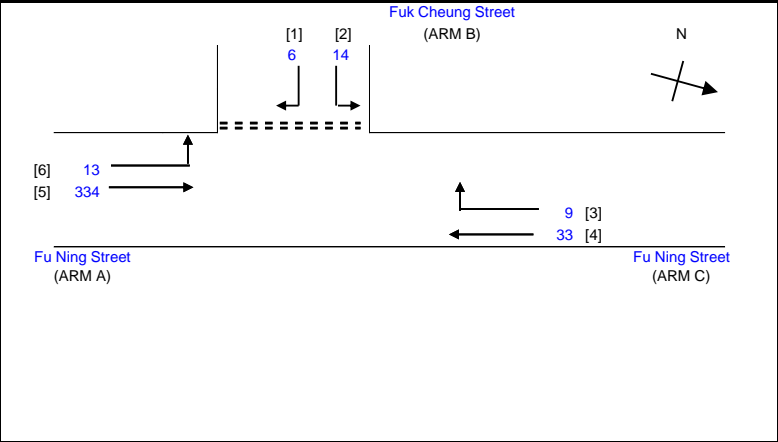 Fuk Cheung Street
[1] [2] (ARM B) N
6 14
[6] 13
[5] 334
9 [3]
33 [4]
Fu Ning Street Fu Ning Street
(ARM A) (ARM C)